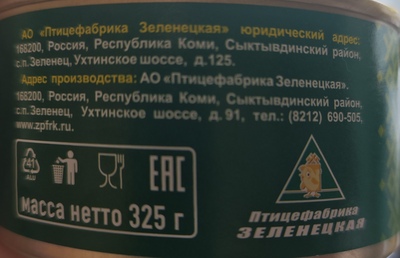 АО «Птицефабрика Зеленецкая» юридический адрес:
168200, Россия, Республика Коми, Сыктывдинский район,
с.п. Зеленец, Ухтинское шоссе, д.125.
Адрес производства: АО «Птицефабрика Зеленецкая»,
168200, Россия, Республика Коми, Сыктывдинский район,
с.п. Зеленец, Ухтинское шоссе, д. 91, тел.: (8212) 690-505,
www.zpfrk.ru.
41
ALU
EAC
масса нетто 325 г
Птицефабрика
ЗЕЛЕНЕЦКАЯ